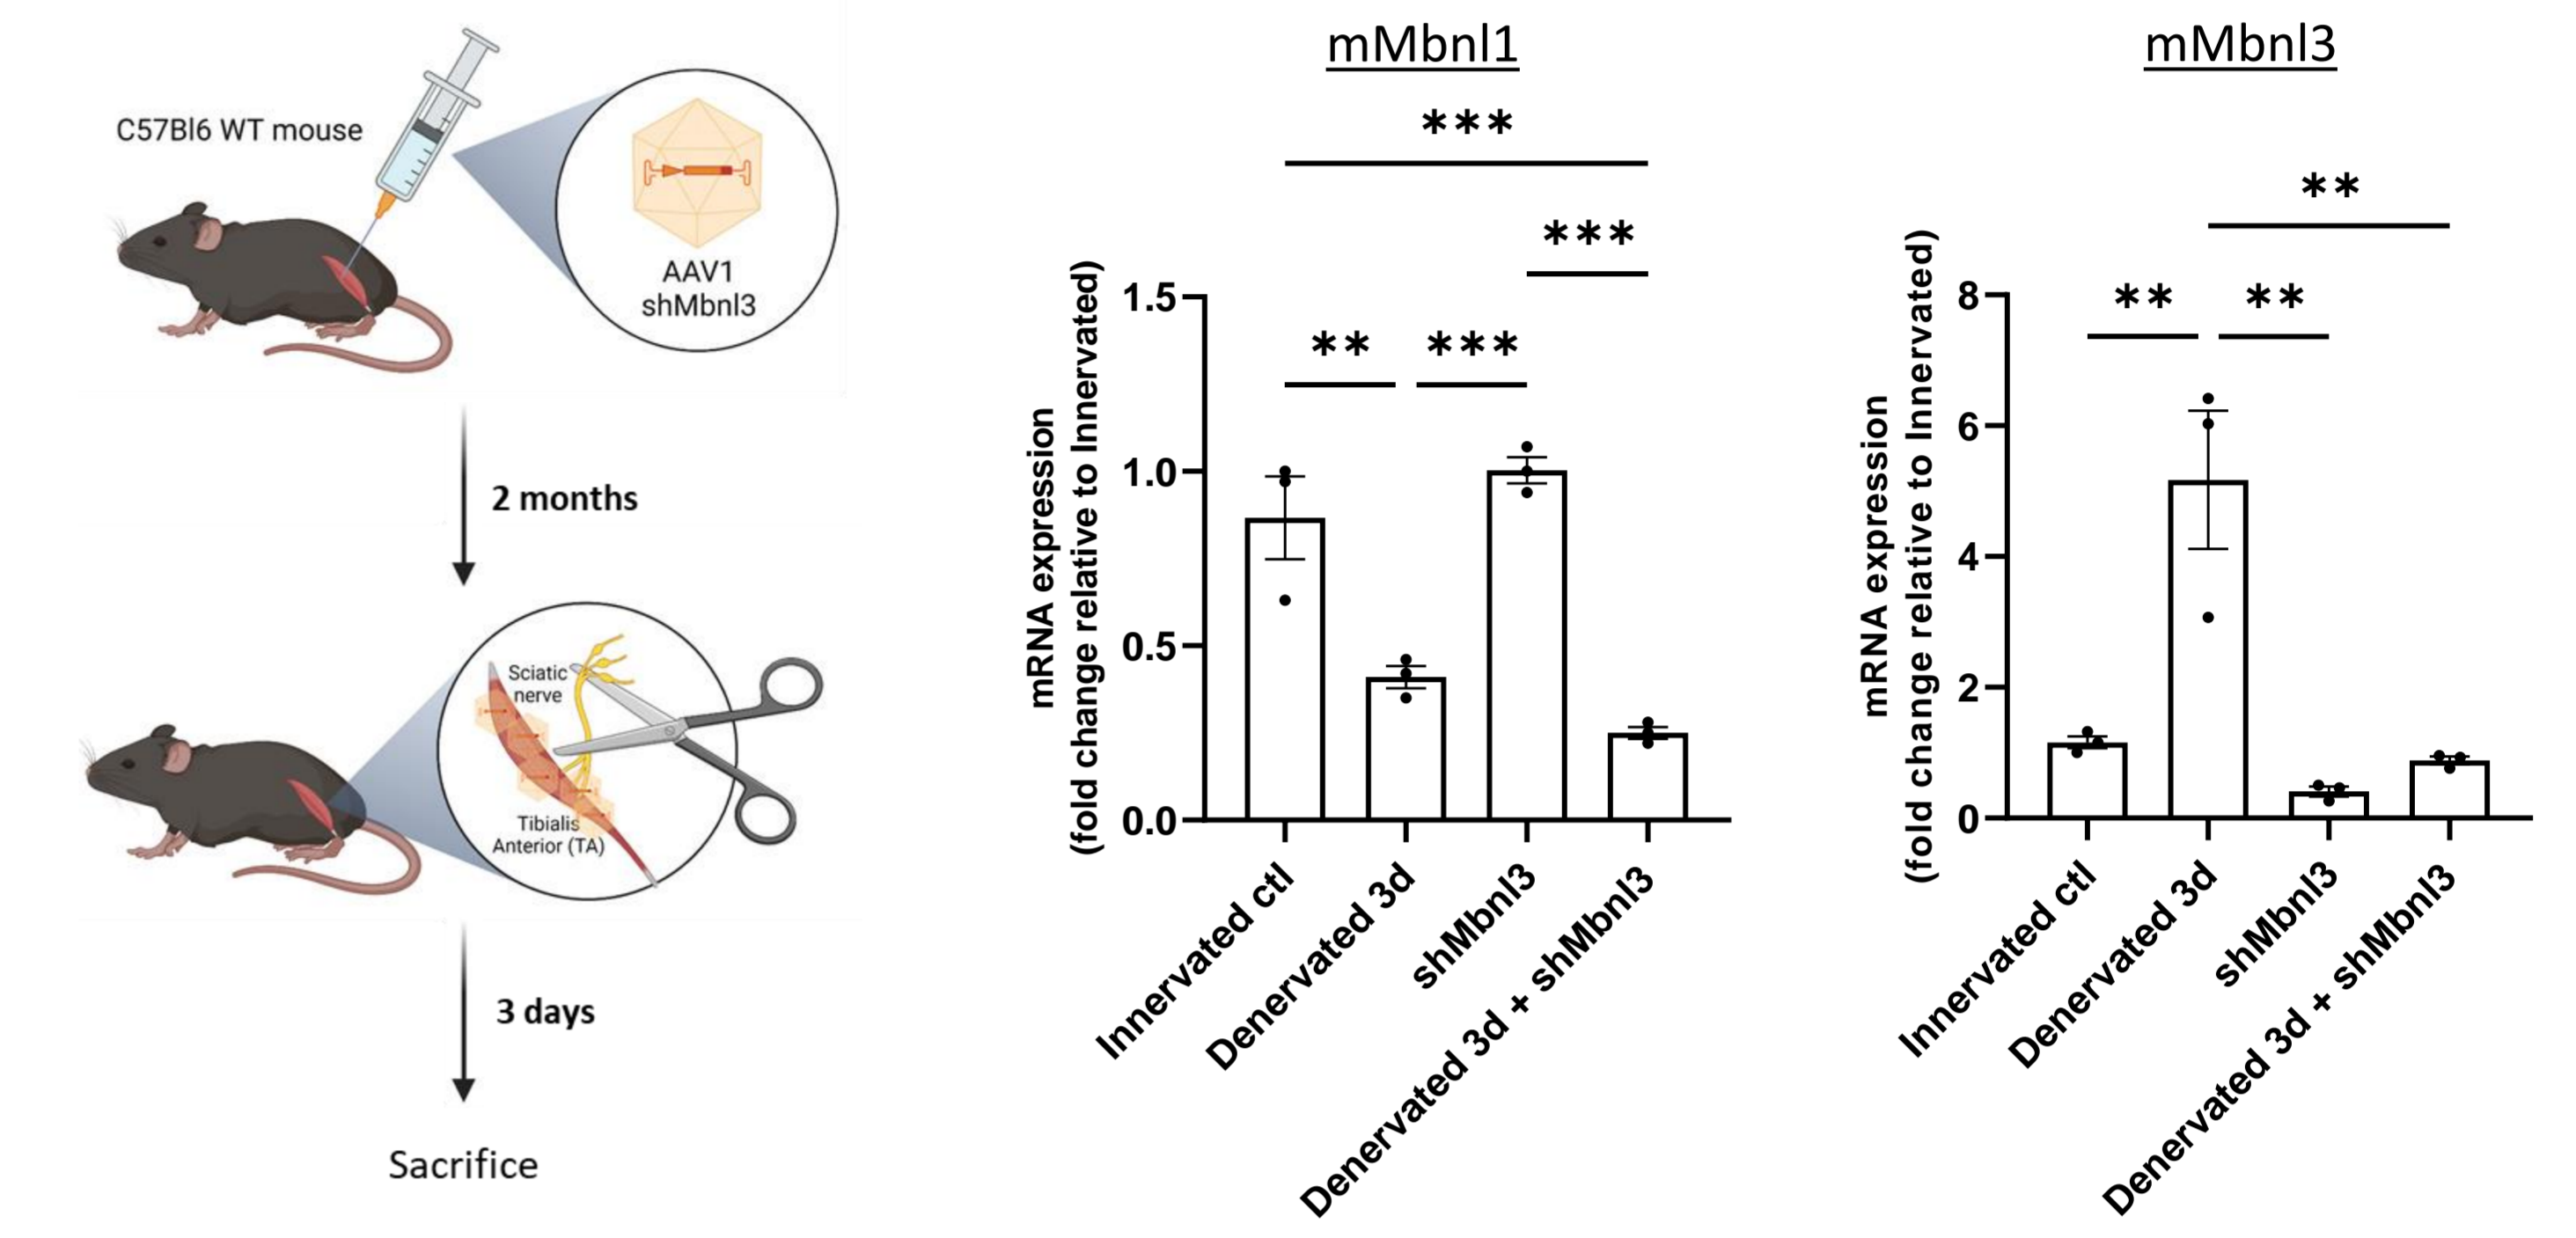 C57Bl6 WT mouse
AAV1
shMbnl3
2 months
Sciatic
nerve
Tibialis
Anterior (TA)
3 days
Sacrifice
mMbnl1
***
***
** ***
mRNA expression
(fold change relative to Innervated)
1.5
1.0
0.5
0.0
Innervated ctl
Denervated 3d
shMbnl3
Denervated 3d + shMbnl3
mMbnl3
**
** **
mRNA expression
(fold change relative to Innervated)
8
6
4
2
0
Innervated ctl
Denervated 3d
shMbnl3
Denervated 3d + shMbnl3